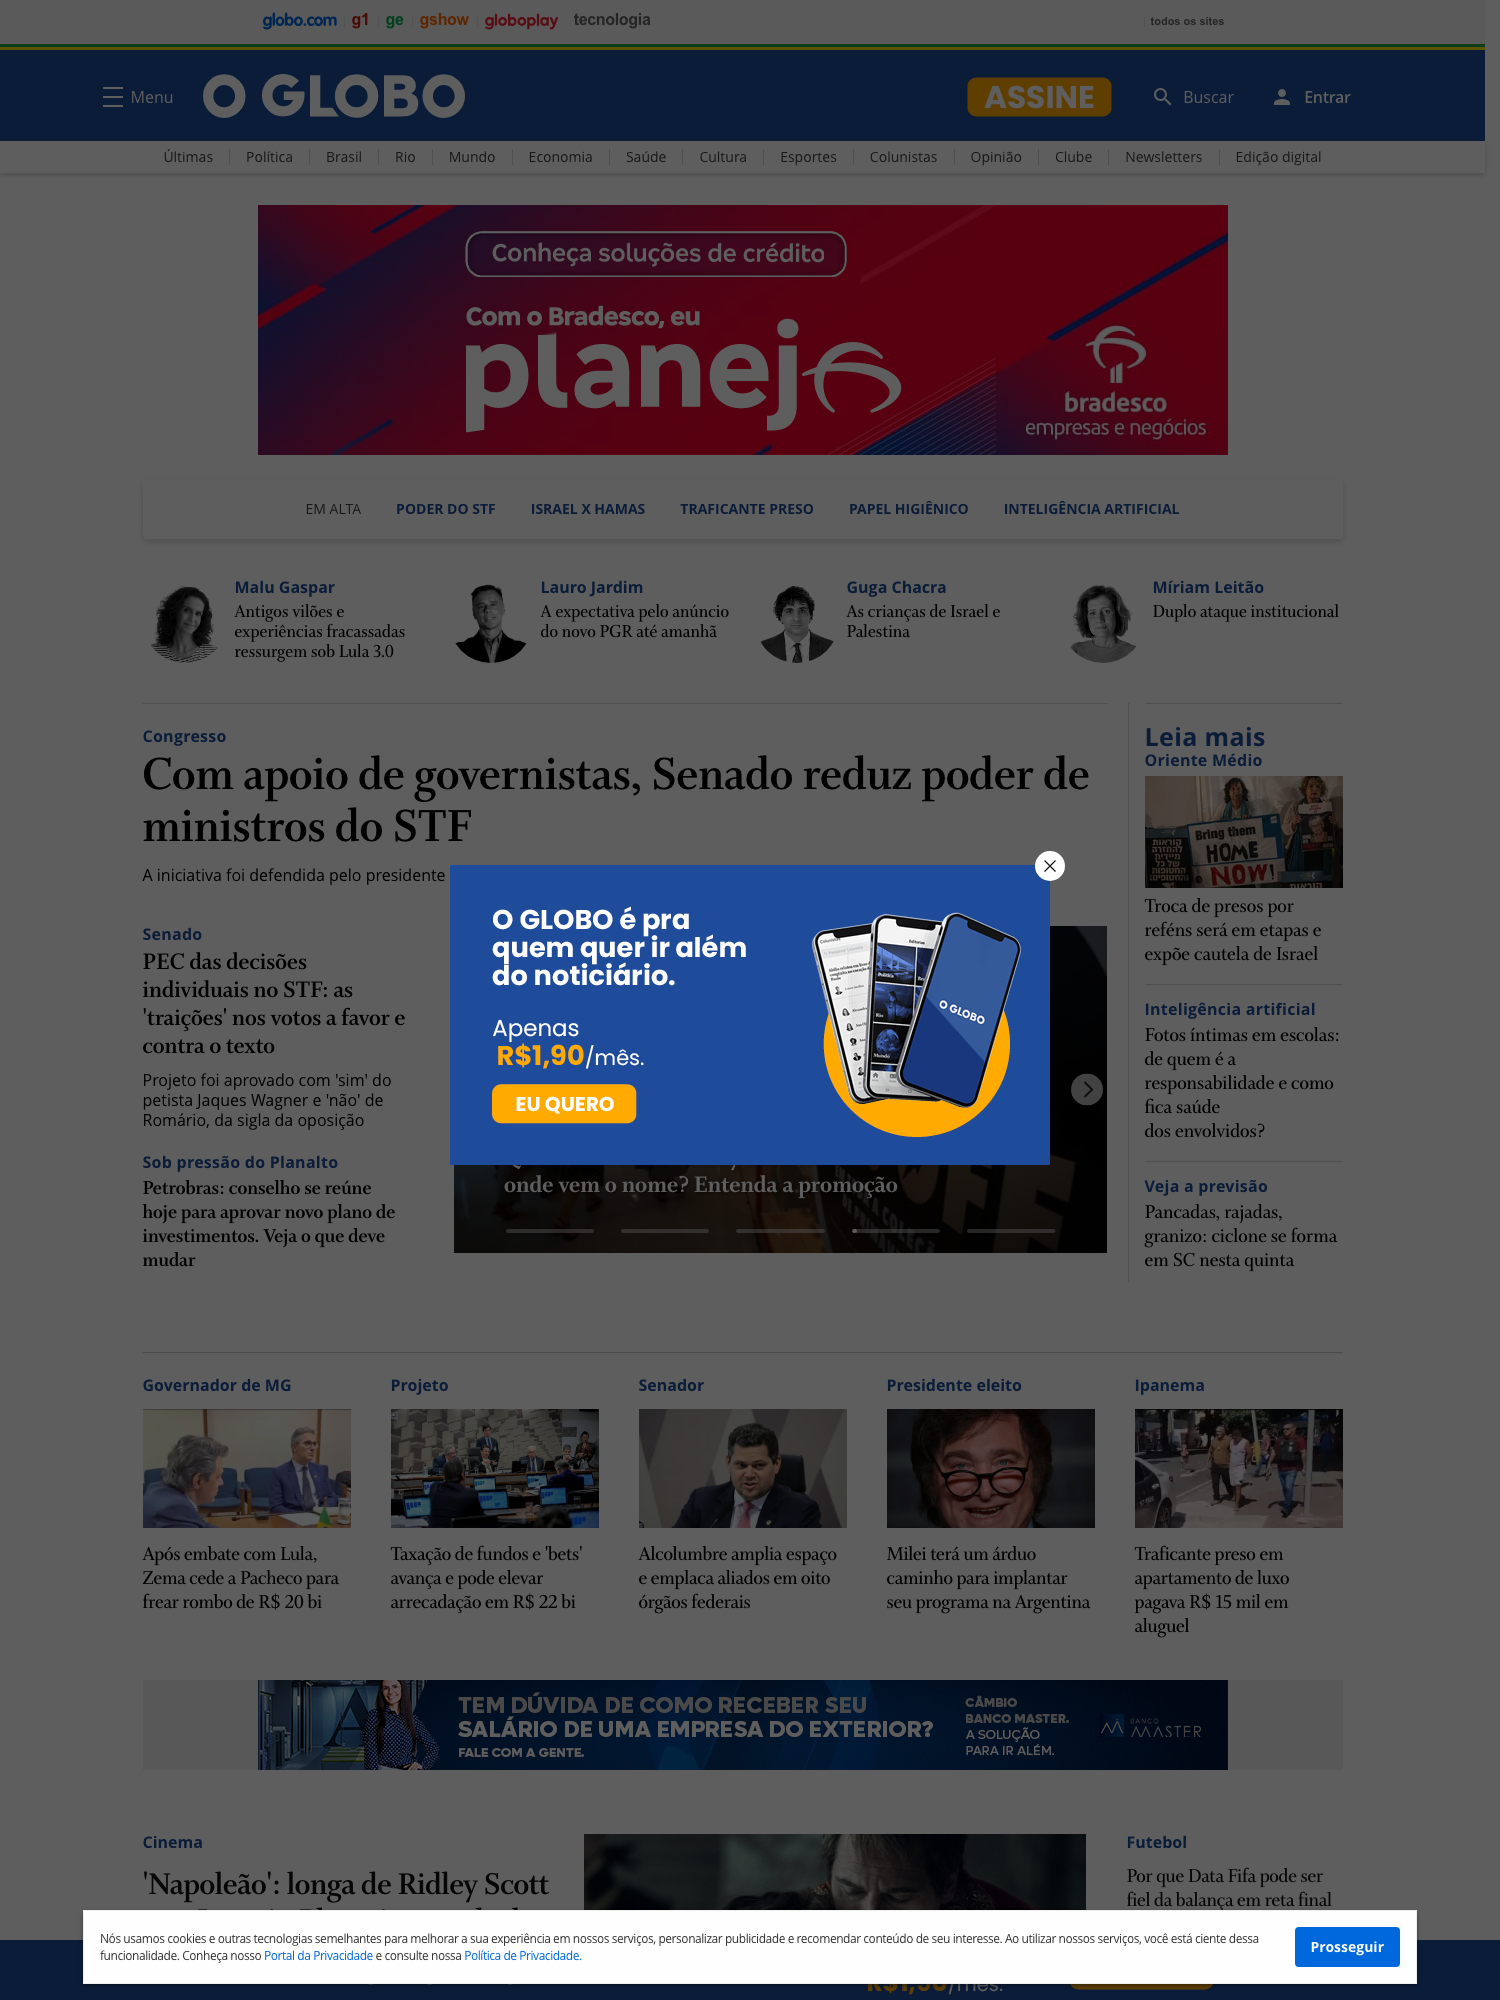 globo.com g1 ge gshow globoplay tecnologia todos os sites
Menu O GLOBO ASSINE Buscar Entrar
Últimas Política Brasil Rio Mundo Economia Saúde Cultura Esportes Colunistas Opinião Clube Newsletters Edição digital
Conheça soluções de crédito
Com o Bradesco, eu
planej
bradesco
empresas e negócios
EM ALTA PODER DO STF ISRAEL X HAMAS TRAFICANTE PRESO PAPEL HIGIÊNICO INTELIGÊNCIA ARTIFICIAL
Malu Gaspar
Antigos vilões e
experiências fracassadas
ressurgem sob Lula 3.0
Lauro Jardim
A expectativa pelo anúncio
do novo PGR até amanhã
Guga Chacra
As crianças de Israel e
Palestina
Míriam Leitão
Duplo ataque institucional
Congresso
Com apoio de governistas, Senado reduz poder de
ministros do STF
A iniciativa foi defendida pelo presidente
Senado
PEC das decisões
individuais no STF: as
'traições' nos votos a favor e
contra o texto
Projeto foi aprovado com 'sim' do
petista Jaques Wagner e 'não' de
Romário, da sigla da oposição
Sob pressão do Planalto
Petrobras: conselho se reúne
hoje para aprovar novo plano de
investimentos. Veja o que deve
mudar
O GLOBO é pra
quem quer ir além
do noticiário.
Apenas
R$1,90/mês.
EU QUERO
O GLOBO
onde vem o nome? Entenda a promoção
Leia mais
Oriente Médio
Bring them
HOME
NOW!
Troca de presos por
reféns será em etapas e
expõe cautela de Israel
Inteligência artificial
Fotos íntimas em escolas:
de quem é a
responsabilidade e como
fica saúde
dos envolvidos?
Veja a previsão
Pancadas, rajadas,
granizo: ciclone se forma
em SC nesta quinta
Governador de MG
Após embate com Lula,
Zema cede a Pacheco para
frear rombo de R$ 20 bi
Projeto
Taxação de fundos e 'bets'
avança e pode elevar
arrecadação em R$ 22 bi
Senador
Alcolumbre amplia espaço
e emplaca aliados em oito
órgãos federais
Presidente eleito
Milei terá um árduo
caminho para implantar
seu programa na Argentina
Ipanema
Traficante preso em
apartamento de luxo
pagava R$ 15 mil em
aluguel
TEM DÚVIDA DE COMO RECEBER SEU
SALÁRIO DE UMA EMPRESA DO EXTERIOR?
FALE COM A GENTE.
CÂMBIO
BANCO MASTER.
A SOLUÇÃO
PARA IR ALÉM.
BANCO
MASTER
Cinema
'Napoleão': longa de Ridley Scott
Futebol
Por que Data Fifa pode ser
fiel da balança em reta final
Nós usamos cookies e outras tecnologias semelhantes para melhorar a sua experiência em nossos serviços, personalizar publicidade e recomendar conteúdo de seu interesse. Ao utilizar nossos serviços, você está ciente dessa
funcionalidade. Conheça nosso Portal da Privacidade e consulte nossa Política de Privacidade.
Prosseguir
R$1,90/mês.